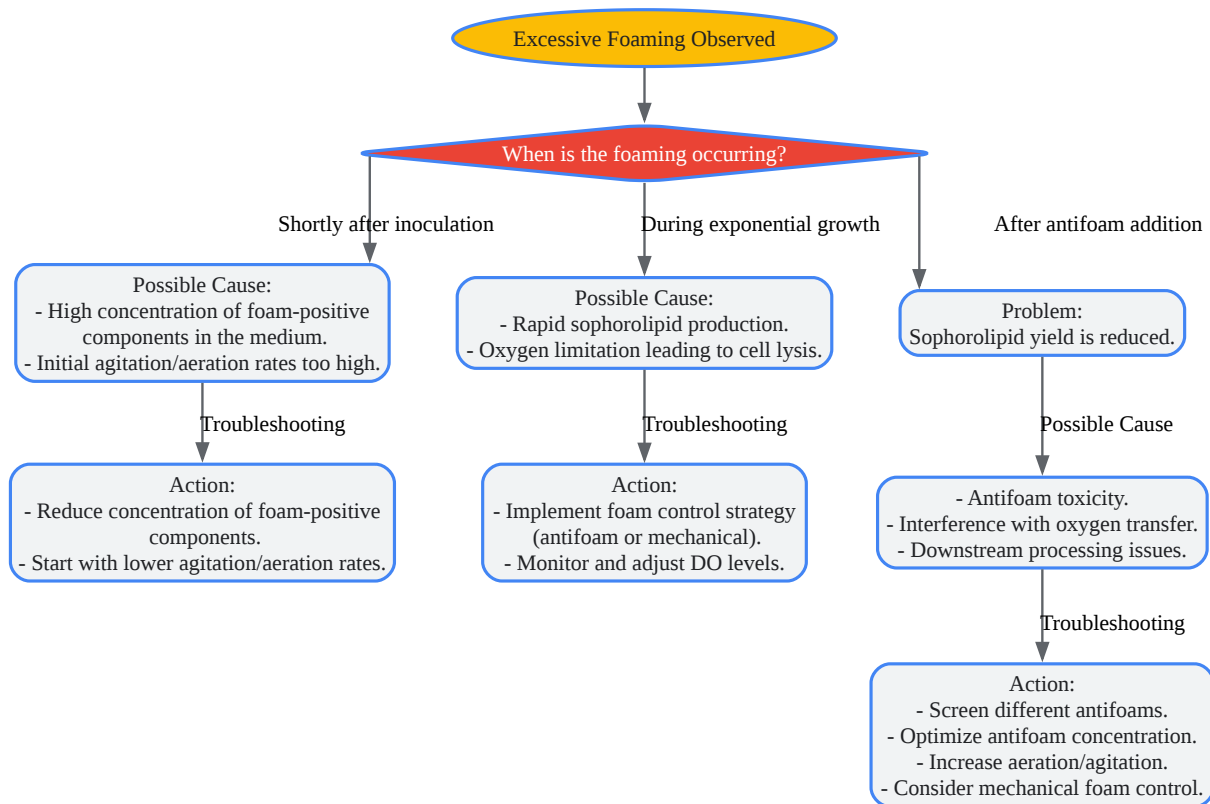 Excessive Foaming Observed
When is the foaming occurring?
Shortly after inoculation
During exponential growth
After antifoam addition
Possible Cause:
- High concentration of foam-positive
components in the medium.
- Initial agitation/aeration rates too high.
Possible Cause:
- Rapid sophorolipid production.
- Oxygen limitation leading to cell lysis.
Problem:
Sophorolipid yield is reduced.
Troubleshooting
Troubleshooting
Possible Cause
Action:
- Reduce concentration of foam-positive
components.
- Start with lower agitation/aeration rates.
Action:
- Implement foam control strategy
(antifoam or mechanical).
- Monitor and adjust DO levels.
- Antifoam toxicity.
- Interference with oxygen transfer.
- Downstream processing issues.
Troubleshooting
Action:
- Screen different antifoams.
- Optimize antifoam concentration.
- Increase aeration/agitation.
- Consider mechanical foam control.